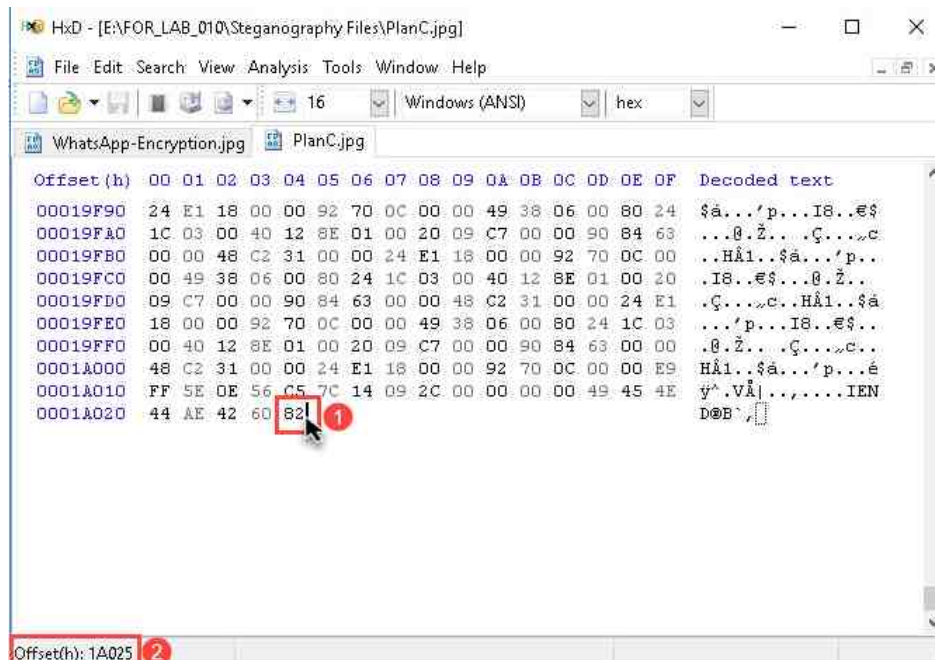 HxD - [E:\FOR_LAB_010\Steganography Files\PlanC.jpg]
File Edit Search View Analysis Tools Window Help
16 Windows (ANSI) hex
WhatsApp-Encryption.jpg PlanC.jpg
Offset(h) 00 01 02 03 04 05 06 07 08 09 0A 0B 0C 0D 0E 0F Decoded text
00019F90 24 E1 18 00 00 92 70 0C 00 00 49 38 06 00 80 24 $á...'p...I8..€$
00019FA0 1C 03 00 40 12 8E 01 00 20 09 C7 00 00 90 84 63 ...@.Ž.. .Ç...„c
00019FB0 00 00 48 C2 31 00 00 24 E1 18 00 00 92 70 0C 00 ..HÂ1..$á...'p..
00019FC0 00 49 38 06 00 80 24 1C 03 00 40 12 8E 01 00 20 .I8..€$...@.Ž..
00019FD0 09 C7 00 00 90 84 63 00 00 48 C2 31 00 00 24 E1 .Ç...„c..HÂ1..$á
00019FE0 18 00 00 92 70 0C 00 00 49 38 06 00 80 24 1C 03 ...'p...I8..€$..
00019FF0 00 40 12 8E 01 00 20 09 C7 00 00 90 84 63 00 00 .@.Ž.. .Ç...„c..
0001A000 48 C2 31 00 00 24 E1 18 00 00 92 70 0C 00 00 E9 HÂ1..$á...'p...é
0001A010 FF 5E 0E 56 C5 7C 14 09 2C 00 00 00 00 49 45 4E ÿ^.VÅ|..,....IEN
0001A020 44 AE 42 60 82 D®B`‚
1
Offset(h): 1A025 2